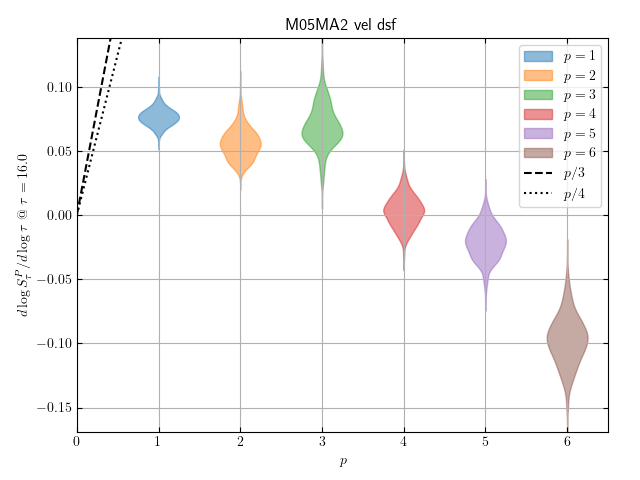 M05MA2 vel dsf
d log S_τ^P / d log τ @ τ = 16.0
0.10
0.05
0.00
−0.05
−0.10
−0.15
0 1 2 3 4 5 6
p
p = 1
p = 2
p = 3
p = 4
p = 5
p = 6
p/3
p/4